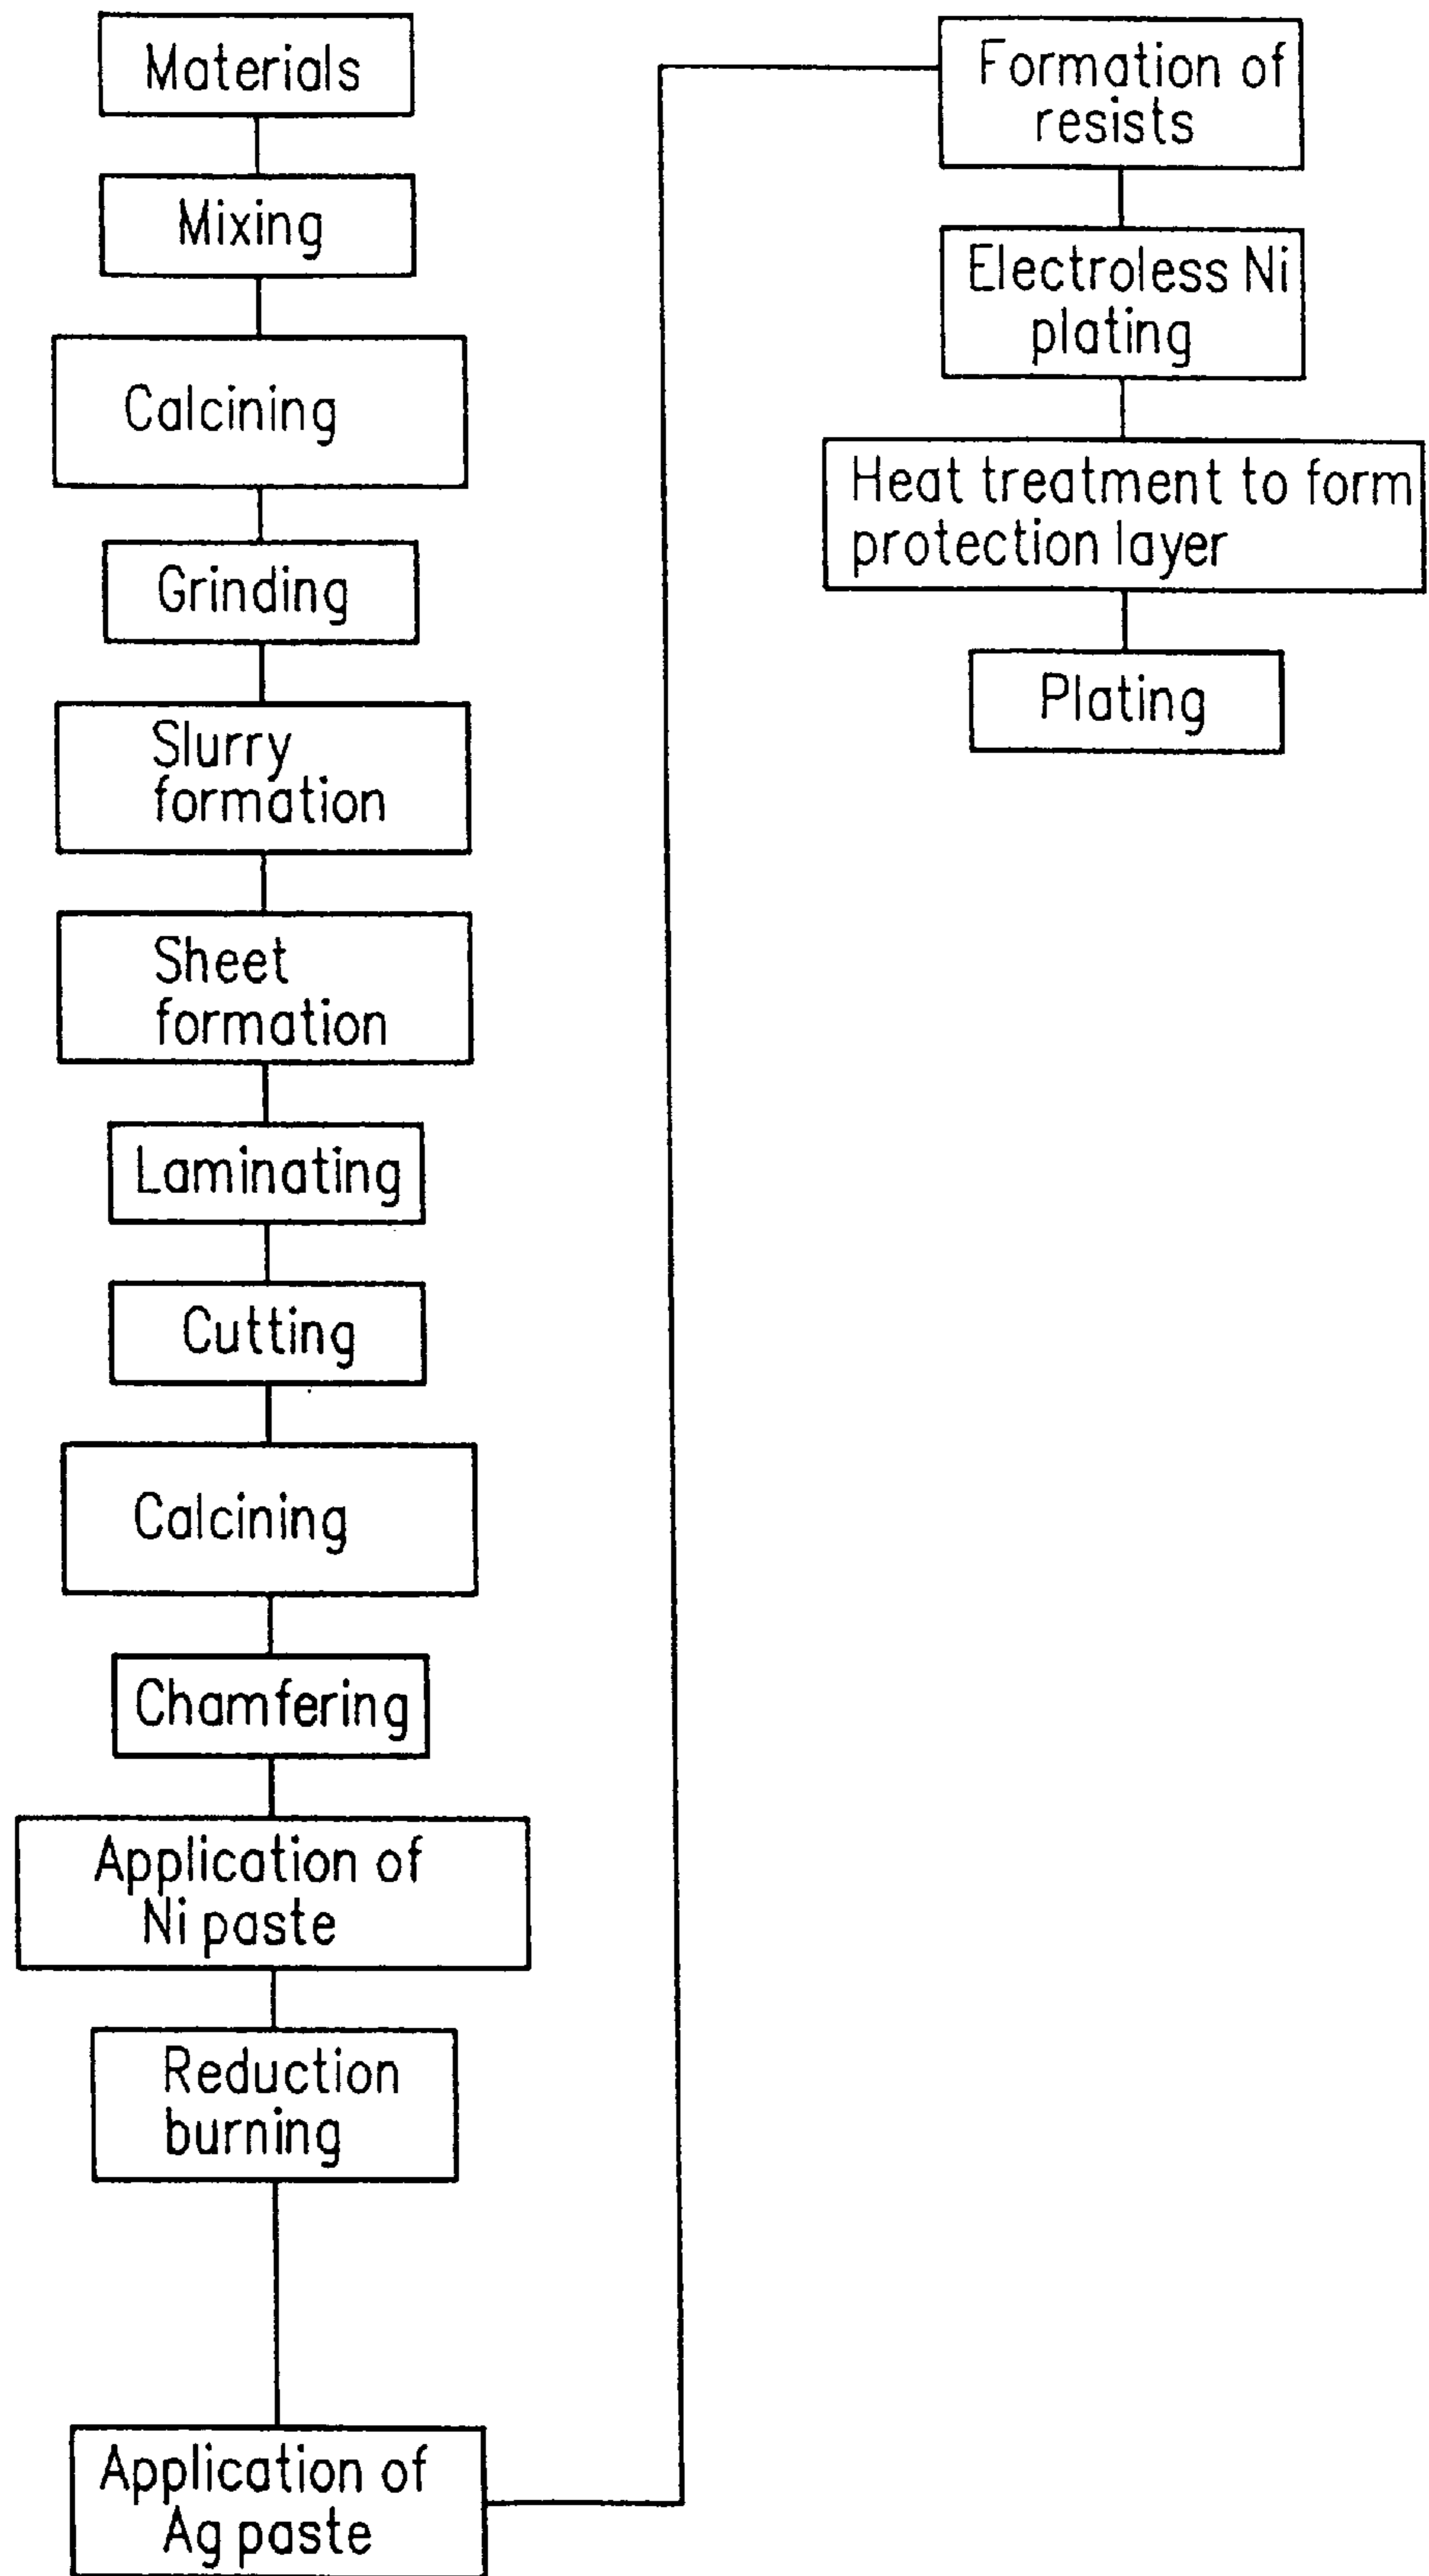 Materials
Mixing
Calcining
Grinding
Slurry
formation
Sheet
formation
Laminating
Cutting
Calcining
Chamfering
Application of
Ni paste
Reduction
burning
Application of
Ag paste
Formation of
resists
Electroless Ni
plating
Heat treatment to form
protection layer
Plating